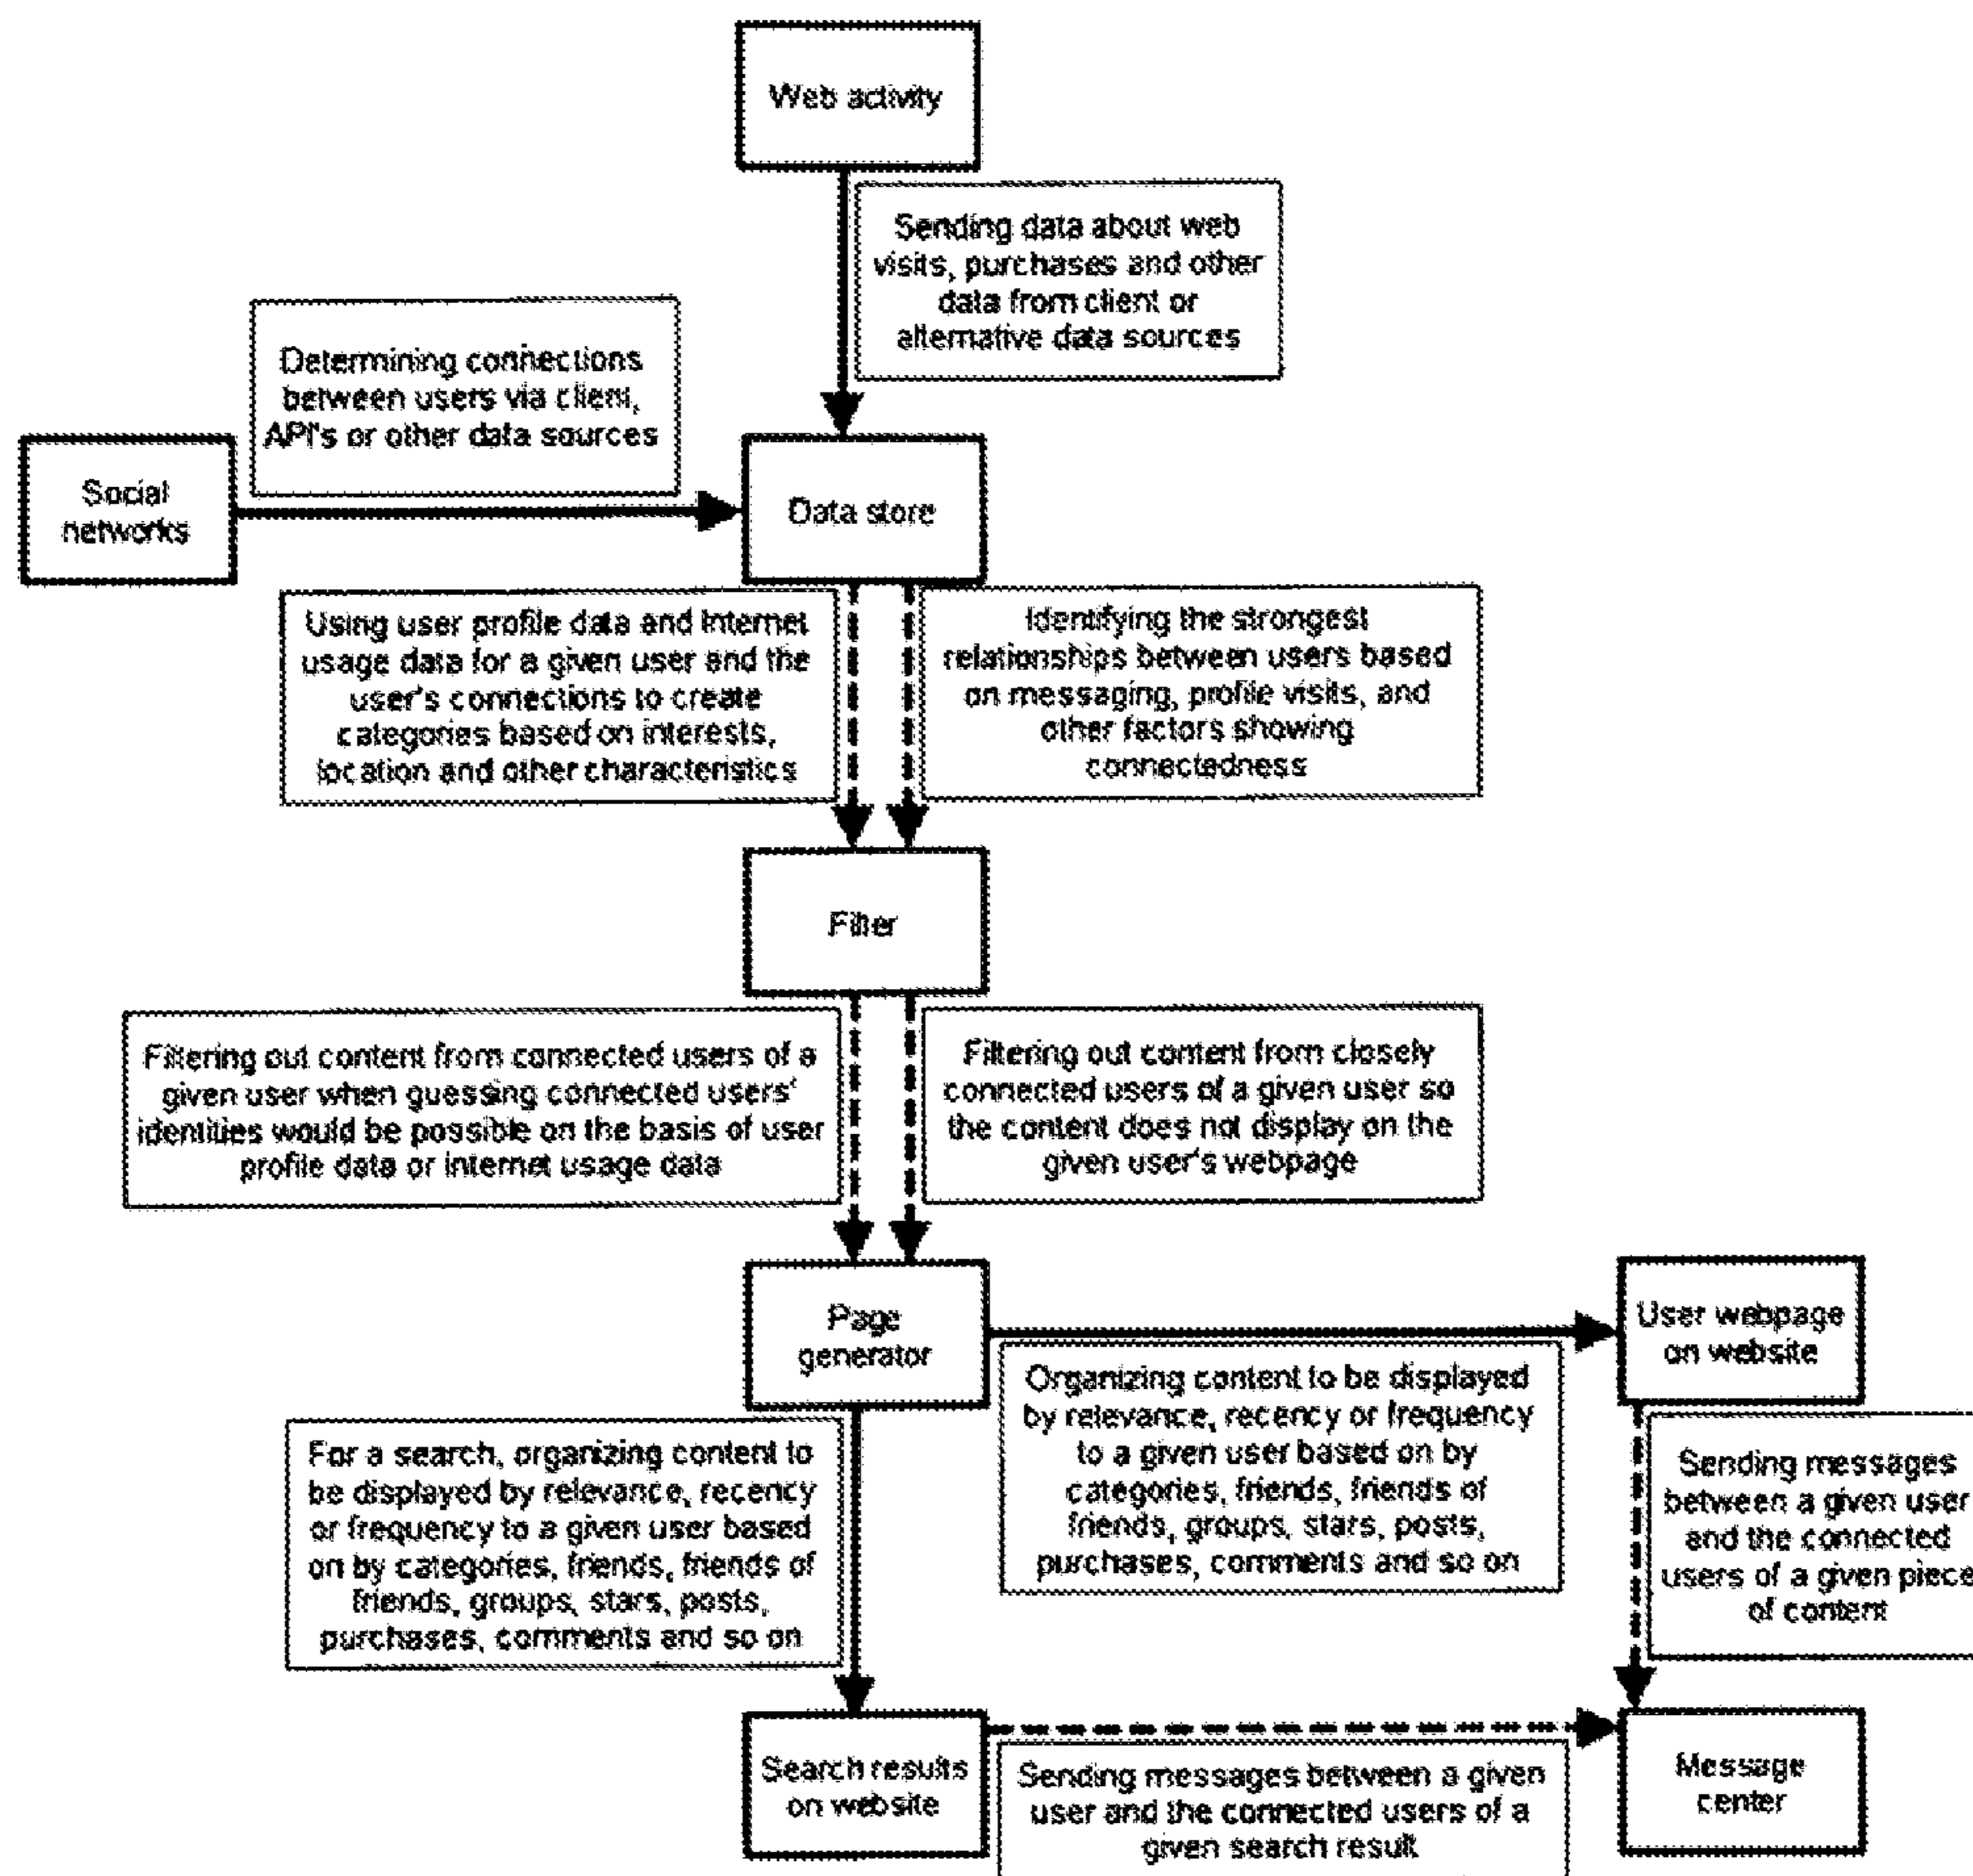 Web activity
Sending data about web
visits, purchases and other
data from client or
alternative data sources
Determining connections
between users via client,
API's or other data sources
Social
networks
Data store
Using user profile data and Internet
usage data for a given user and the
user's connections to create
categories based on interests,
location and other characteristics
Identifying the strongest
relationships between users based
on messaging, profile visits, and
other factors showing
connectedness
Filter
Filtering out content from connected users of a
given user when guessing connected users'
identities would be possible on the basis of user
profile data or internet usage data
Filtering out content from closely
connected users of a given user so
the content does not display on the
given user's webpage
Page
generator
User webpage
on website
Organizing content to be displayed
by relevance, recency or frequency
to a given user based on by
categories, friends, friends of
friends, groups, stars, posts,
purchases, comments and so on
For a search, organizing content to
be displayed by relevance, recency
or frequency to a given user based
on by categories, friends, friends of
friends, groups, stars, posts,
purchases, comments and so on
Sending messages
between a given user
and the connected
users of a given piece
of content
Search results
on website
Sending messages between a given
user and the connected users of a
given search result
Message
center